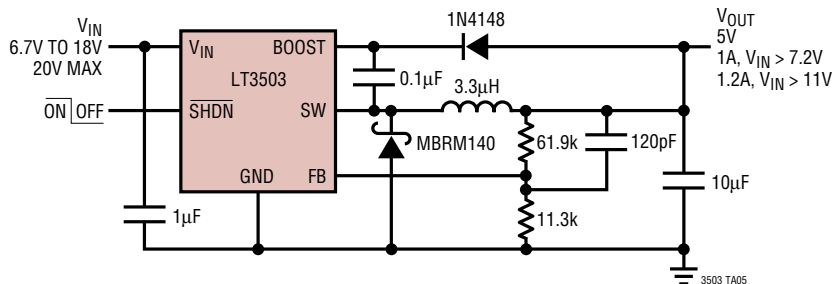 V_IN
6.7V TO 18V
20V MAX
ON OFF
V_IN
BOOST
LT3503
SHDN
SW
GND
FB
1N4148
0.1µF
3.3µH
MBRM140
61.9k
120pF
11.3k
1µF
10µF
V_OUT
5V
1A, V_IN > 7.2V
1.2A, V_IN > 11V
3503 TA05